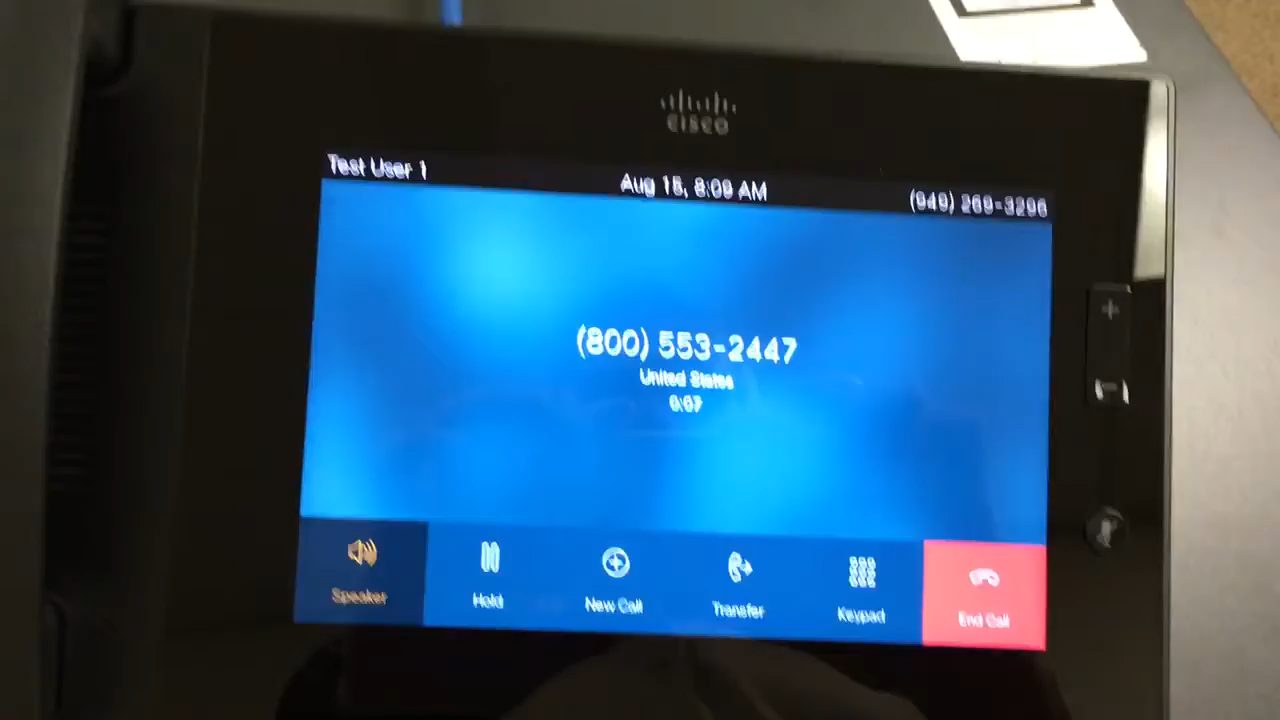 CISCO
Test User 1
Aug 15, 8:09 AM
(949) 269-3296
(800) 553-2447
United States
0:07
Speaker
Hold
New Call
Transfer
Keypad
End Call